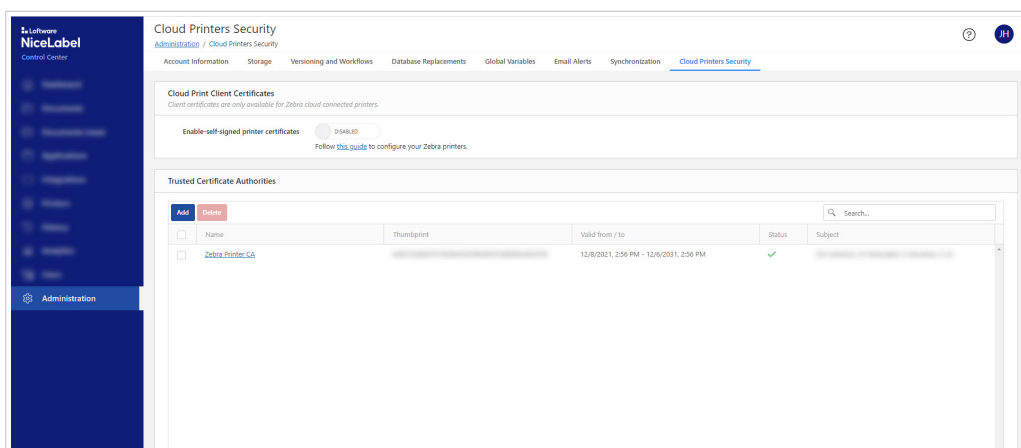 Loftware
NiceLabel
Control Center
Administration
Cloud Printers Security
Administration / Cloud Printers Security
JH
Account Information Storage Versioning and Workflows Database Replacements Global Variables Email Alerts Synchronization Cloud Printers Security
Cloud Print Client Certificates
Client certificates are only available for Zebra cloud connected printers.
Enable-self-signed printer certificates DISABLED
Follow this guide to configure your Zebra printers.
Trusted Certificate Authorities
Add Delete Search...
Name Thumbprint Valid from / to Status Subject
Zebra Printer CA 12/8/2021, 2:56 PM - 12/6/2031, 2:56 PM